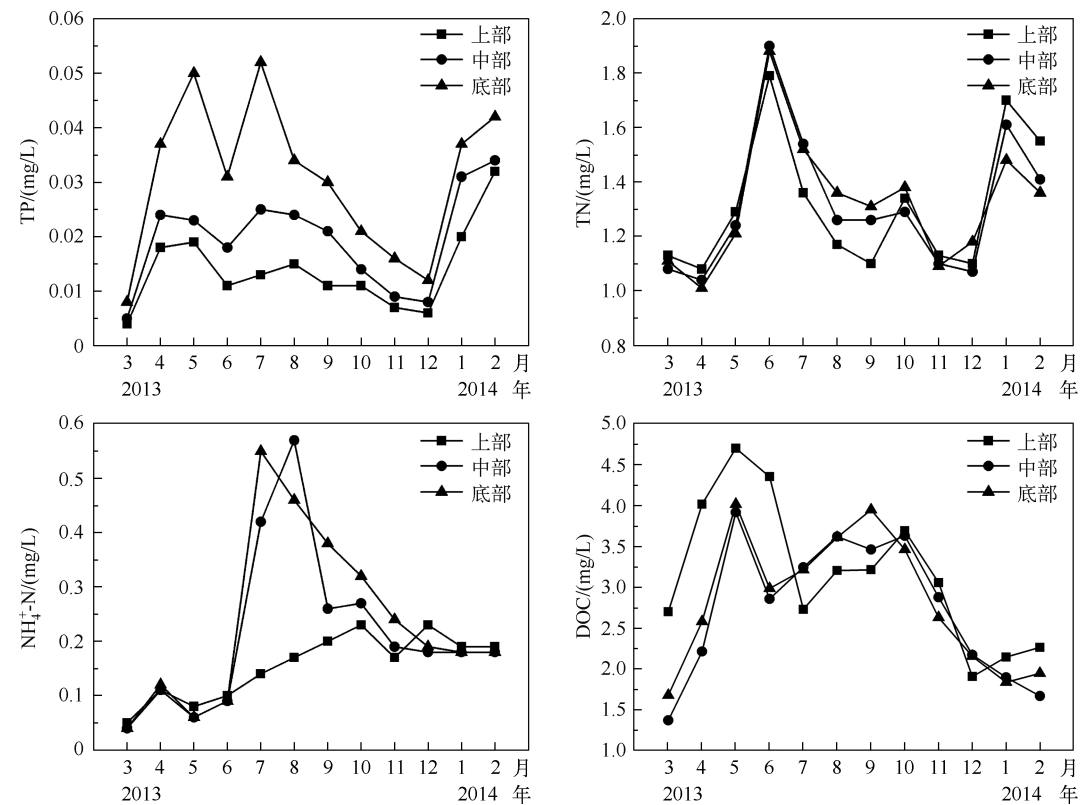 TP/(mg/L)
0.06
0.05
0.04
0.03
0.02
0.01
0
上部
中部
底部
3 4 5 6 7 8 9 10 11 12 1 2 月
2013 2014 年
TN/(mg/L)
2.0
1.8
1.6
1.4
1.2
1.0
0.8
上部
中部
底部
3 4 5 6 7 8 9 10 11 12 1 2 月
2013 2014 年
NH₄⁺-N/(mg/L)
0.6
0.5
0.4
0.3
0.2
0.1
0
上部
中部
底部
3 4 5 6 7 8 9 10 11 12 1 2 月
2013 2014 年
DOC/(mg/L)
5.0
4.5
4.0
3.5
3.0
2.5
2.0
1.5
1.0
上部
中部
底部
3 4 5 6 7 8 9 10 11 12 1 2 月
2013 2014 年